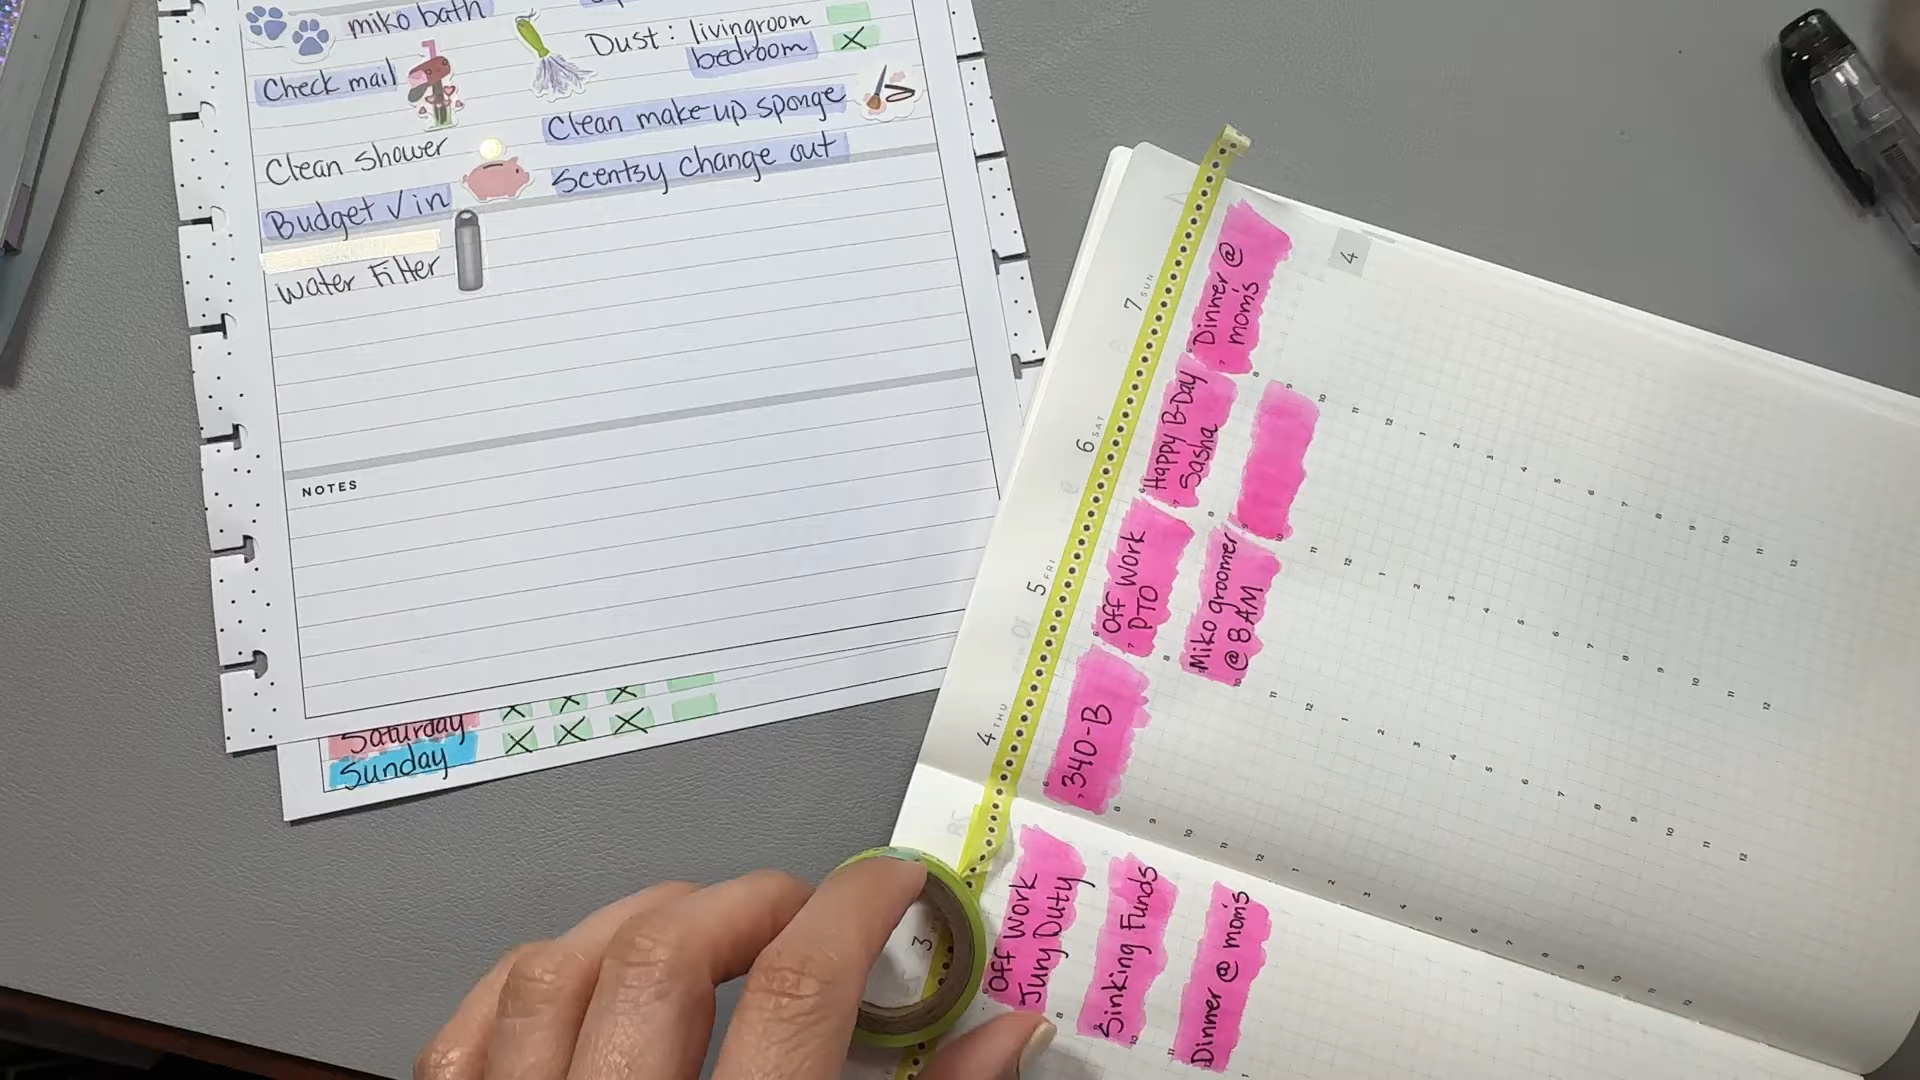 miko bath
Check mail
Clean shower
Budget √in
water Filter
Dust: livingroom
bedroom
Clean make-up sponge
Scentsy change out
NOTES
Saturday
Sunday
4
7 SUN
Dinner @
mom's
6 SAT
Happy B-Day
Sasha
5 FRI
Off Work
PTO
Miko groomer
@ 8AM
4 THU
340-B
3
Off Work
Jury Duty
Sinking Funds
Dinner @ mom's